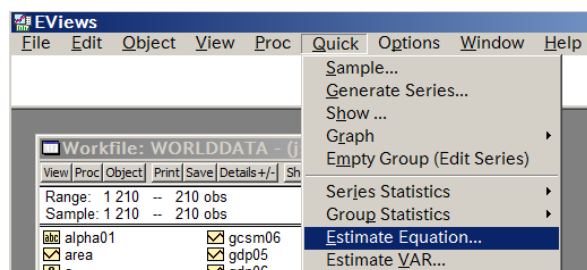 EViews
File Edit Object View Proc Quick Options Window Help
Sample...
Generate Series...
Show ...
Graph
Empty Group (Edit Series)
Series Statistics
Group Statistics
Estimate Equation...
Estimate VAR...
Workfile: WORLDDATA - (j
View Proc Object Print Save Details+/- Sh
Range: 1 210 -- 210 obs
Sample: 1 210 -- 210 obs
abc alpha01 gcsm06
area gdp05